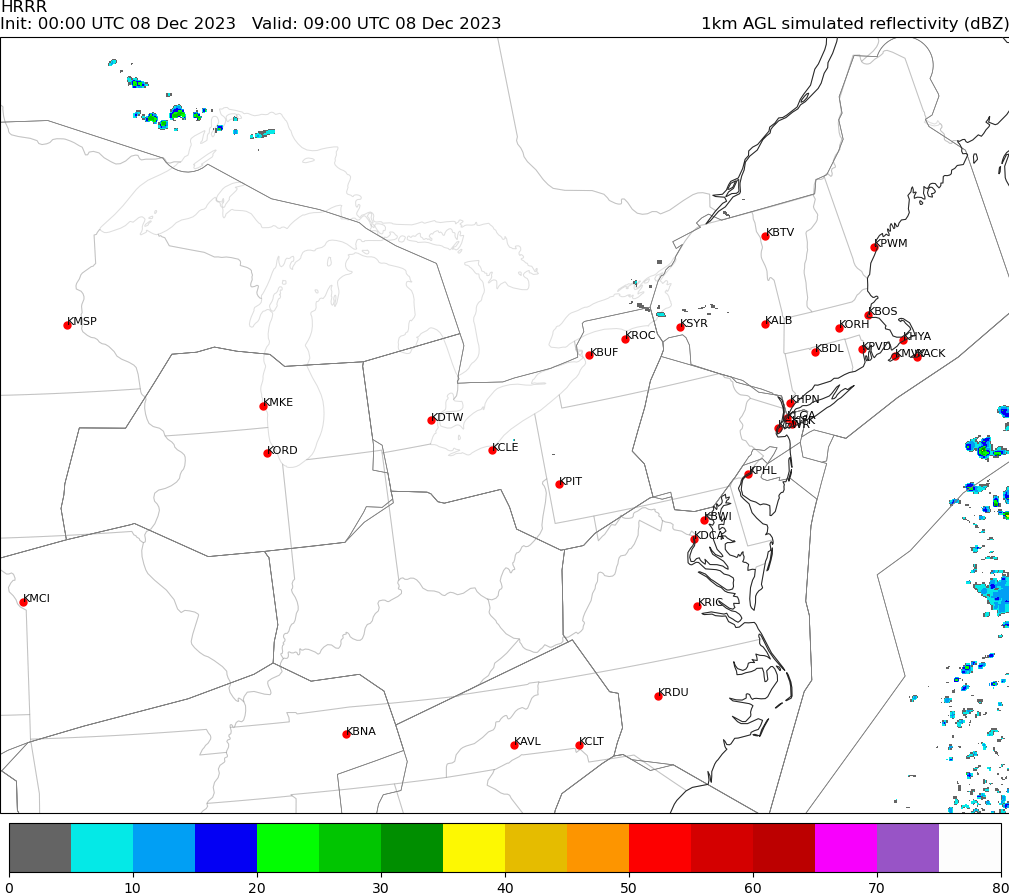 HRRR
Init: 00:00 UTC 08 Dec 2023 Valid: 09:00 UTC 08 Dec 2023 1km AGL simulated reflectivity (dBZ)
KBTV
KPWM
KBOS
KMSP
KSYR
KALB
KORH
KROC
KHYA
KBUF
KBDL
KPVD
KACK
KMKE
KHPN
KDTW
KLGA
KCLE
KORD
KPHL
KPIT
KBWI
KDCA
KMCI
KRIC
KRDU
KBNA
KAVL
KCLT
0 10 20 30 40 50 60 70 80